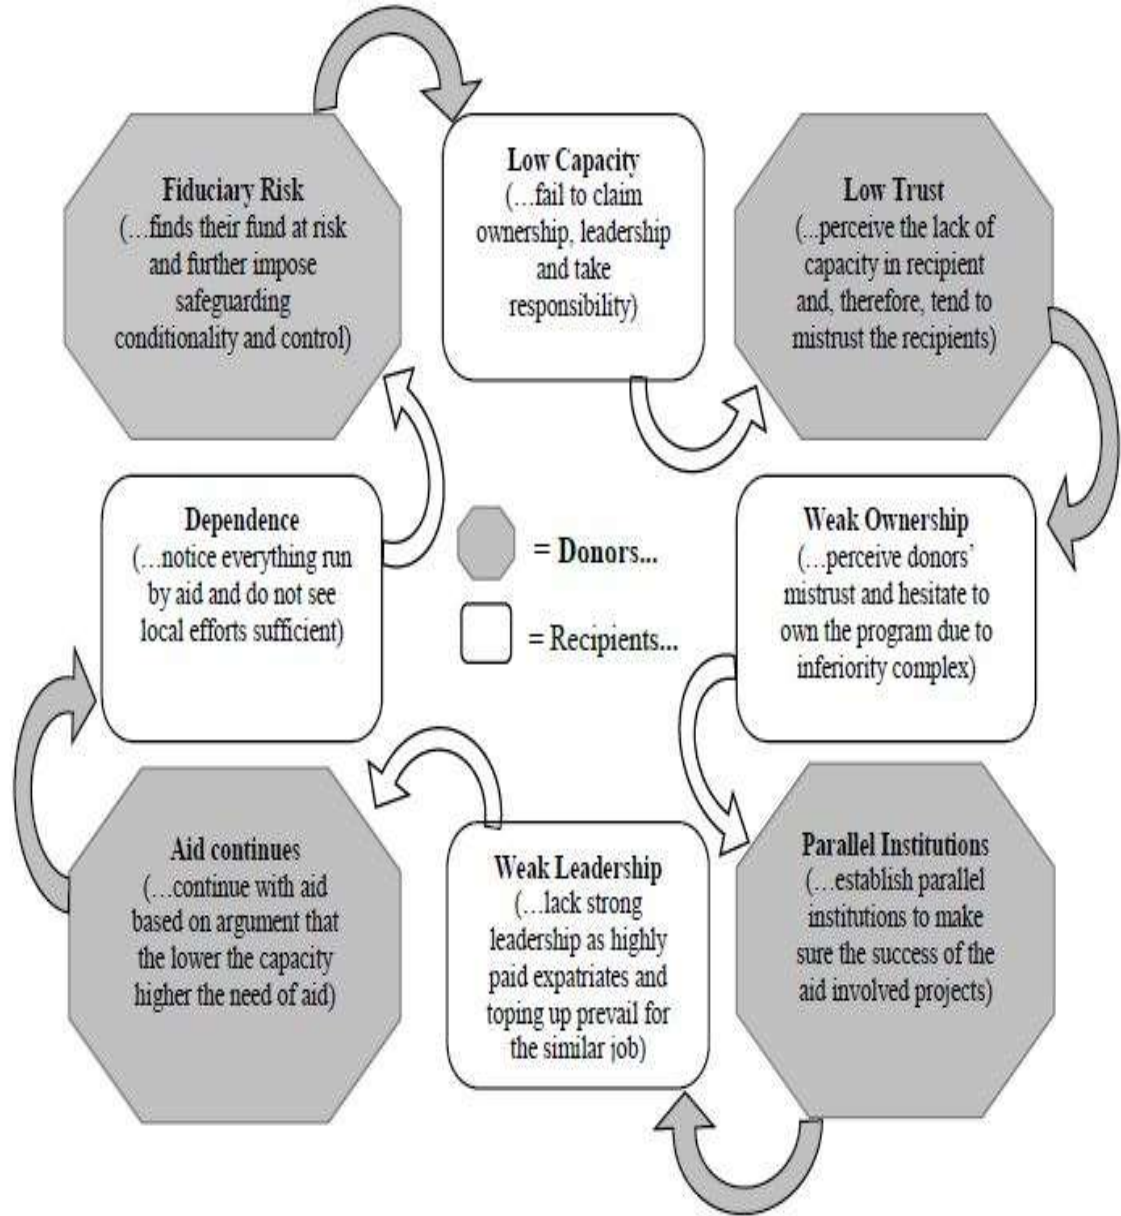 Fiduciary Risk
(…finds their fund at risk
and further impose
safeguarding
conditionality and control)
Low Capacity
(…fail to claim
ownership, leadership
and take
responsibility)
Low Trust
(...perceive the lack of
capacity in recipient
and, therefore, tend to
mistrust the recipients)
Dependence
(…notice everything run
by aid and do not see
local efforts sufficient)
= Donors...
= Recipients...
Weak Ownership
(…perceive donors'
mistrust and hesitate to
own the program due to
inferiority complex)
Aid continues
(…continue with aid
based on argument that
the lower the capacity
higher the need of aid)
Weak Leadership
(…lack strong
leadership as highly
paid expatriates and
toping up prevail for
the similar job)
Parallel Institutions
(…establish parallel
institutions to make
sure the success of the
aid involved projects)